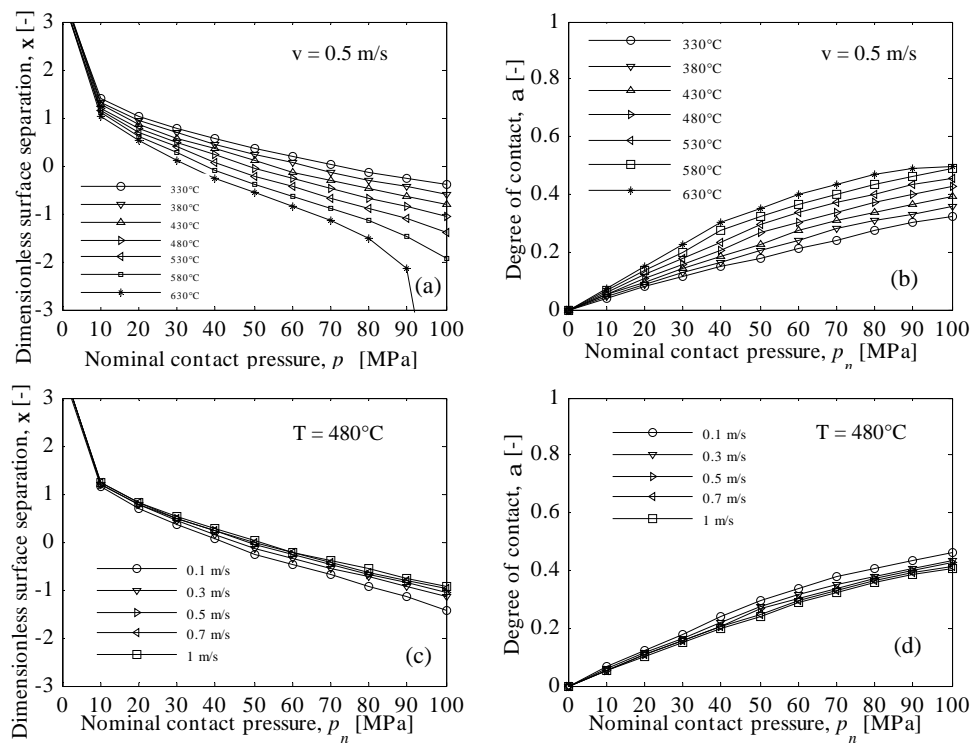 Dimensionless surface separation, x [-]
3
2
1
0
-1
-2
-3
v = 0.5 m/s
330°C
380°C
430°C
480°C
530°C
580°C
630°C
(a)
0 10 20 30 40 50 60 70 80 90 100
Nominal contact pressure, p [MPa]
Degree of contact, a [-]
1
0.8
0.6
0.4
0.2
0
v = 0.5 m/s
330°C
380°C
430°C
480°C
530°C
580°C
630°C
(b)
0 10 20 30 40 50 60 70 80 90 100
Nominal contact pressure, pn [MPa]
Dimensionless surface separation, x [-]
3
2
1
0
-1
-2
-3
T = 480°C
0.1 m/s
0.3 m/s
0.5 m/s
0.7 m/s
1 m/s
(c)
0 10 20 30 40 50 60 70 80 90 100
Nominal contact pressure, pn [MPa]
Degree of contact, a [-]
1
0.8
0.6
0.4
0.2
0
T = 480°C
0.1 m/s
0.3 m/s
0.5 m/s
0.7 m/s
1 m/s
(d)
0 10 20 30 40 50 60 70 80 90 100
Nominal contact pressure, pn [MPa]